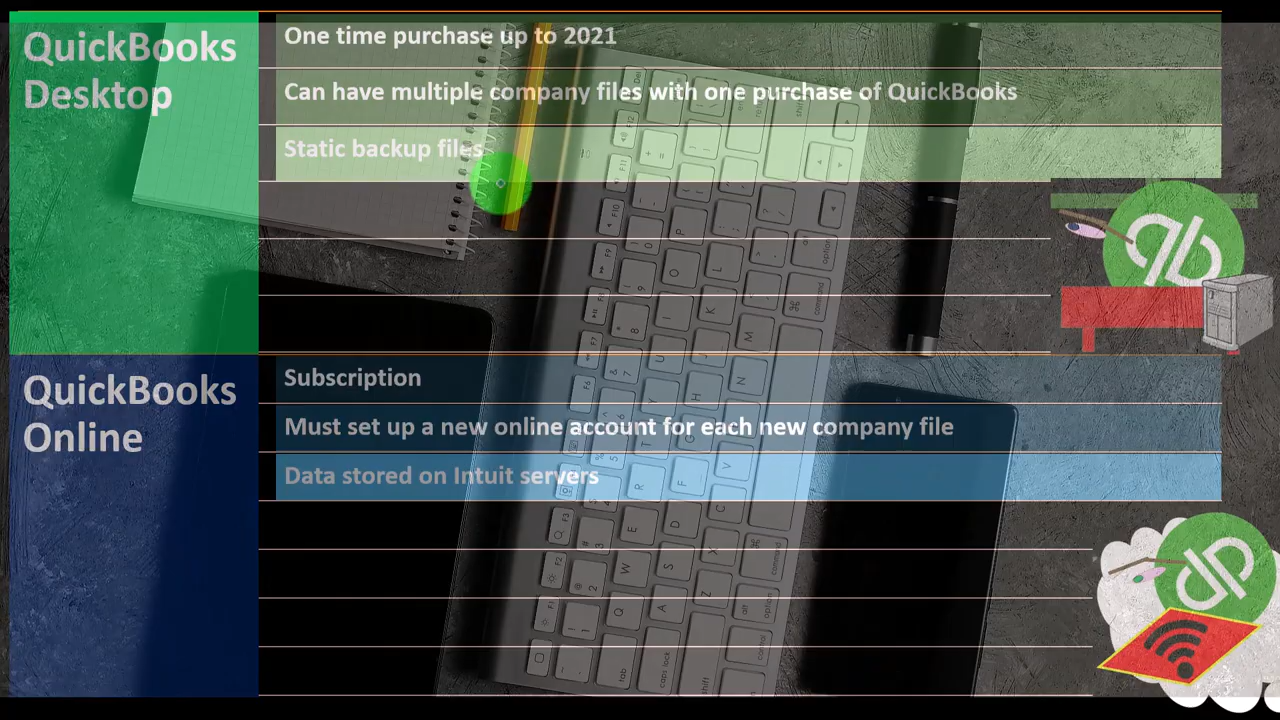 QuickBooks
Desktop
One time purchase up to 2021
Can have multiple company files with one purchase of QuickBooks
Static backup files
QuickBooks
Online
Subscription
Must set up a new online account for each new company file
Data stored on Intuit servers